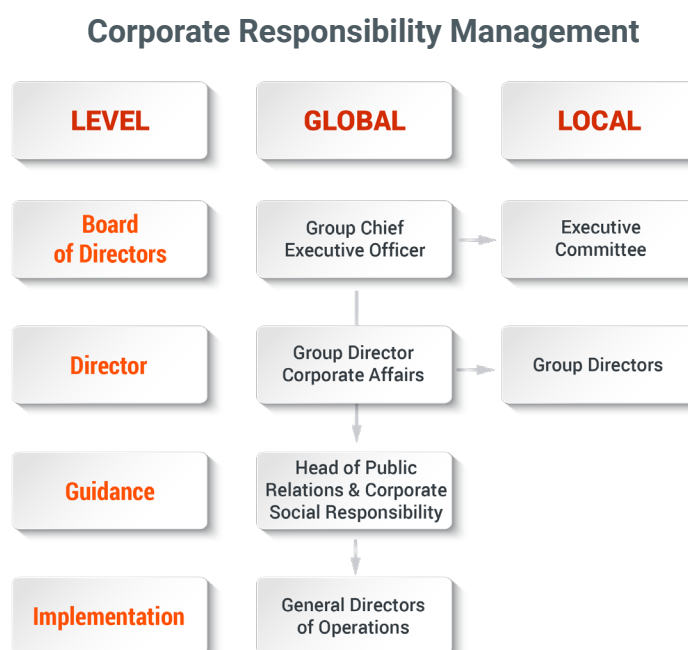 Corporate Responsibility Management
LEVEL
GLOBAL
LOCAL
Board
of Directors
Group Chief
Executive Officer
Executive
Committee
Director
Group Director
Corporate Affairs
Group Directors
Guidance
Head of Public
Relations & Corporate
Social Responsibility
Implementation
General Directors
of Operations